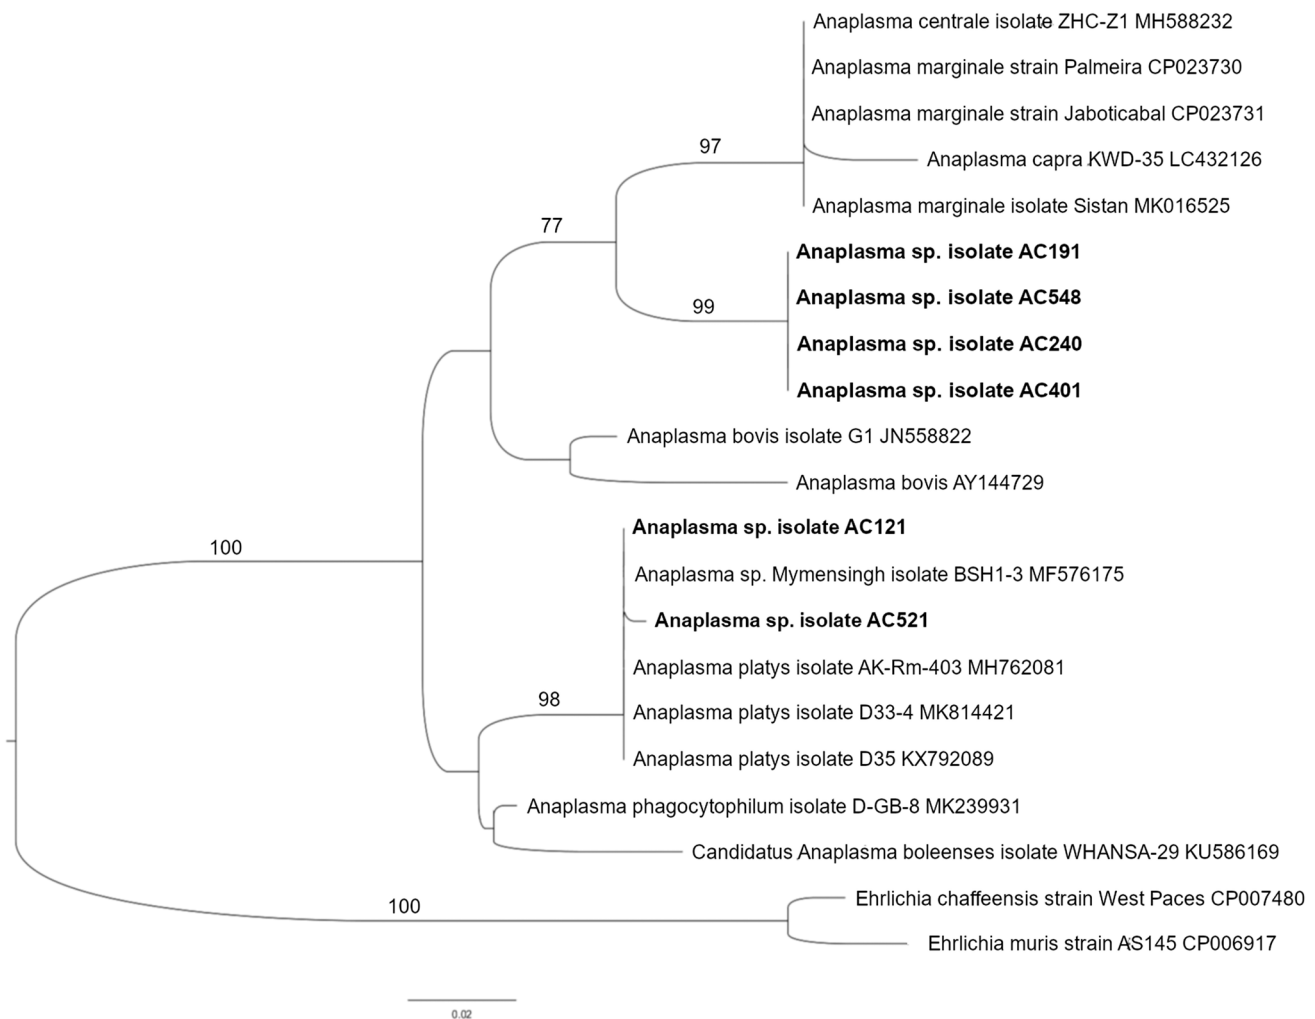 Anaplasma centrale isolate ZHC-Z1 MH588232
Anaplasma marginale strain Palmeira CP023730
Anaplasma marginale strain Jaboticabal CP023731
97
Anaplasma capra KWD-35 LC432126
Anaplasma marginale isolate Sistan MK016525
77
Anaplasma sp. isolate AC191
Anaplasma sp. isolate AC548
99
Anaplasma sp. isolate AC240
Anaplasma sp. isolate AC401
Anaplasma bovis isolate G1 JN558822
Anaplasma bovis AY144729
Anaplasma sp. isolate AC121
100
Anaplasma sp. Mymensingh isolate BSH1-3 MF576175
Anaplasma sp. isolate AC521
Anaplasma platys isolate AK-Rm-403 MH762081
98
Anaplasma platys isolate D33-4 MK814421
Anaplasma platys isolate D35 KX792089
Anaplasma phagocytophilum isolate D-GB-8 MK239931
Candidatus Anaplasma boleenses isolate WHANSA-29 KU586169
Ehrlichia chaffeensis strain West Paces CP007480
100
Ehrlichia muris strain AS145 CP006917
0.02